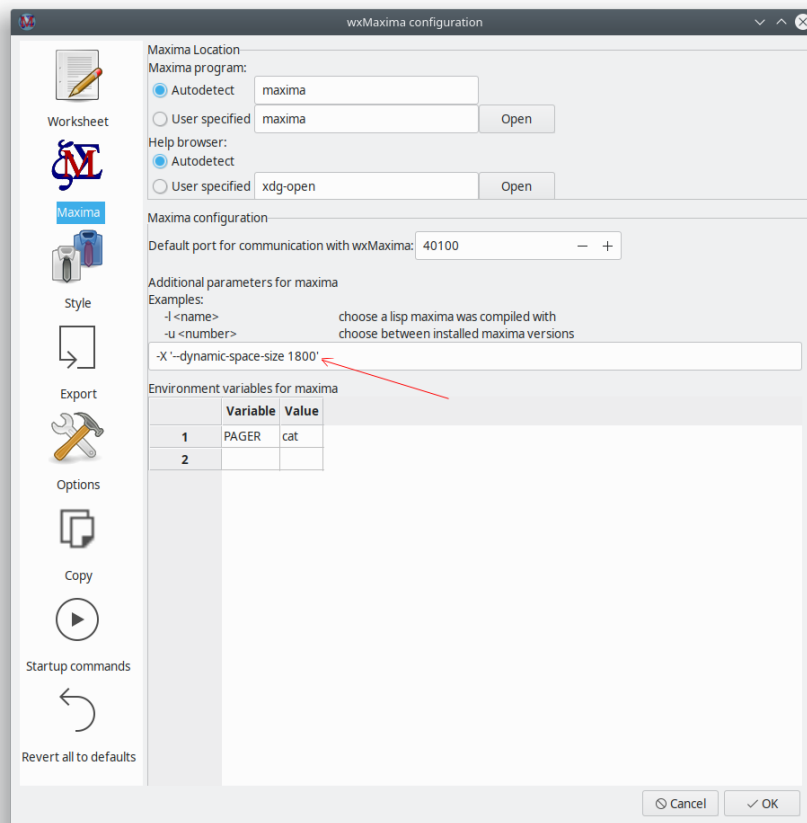 wxMaxima configuration
Worksheet
Maxima
Style
Export
Options
Copy
Startup commands
Revert all to defaults
Maxima Location
Maxima program:
Autodetect maxima
User specified maxima Open
Help browser:
Autodetect
User specified xdg-open Open
Maxima configuration
Default port for communication with wxMaxima: 40100 − +
Additional parameters for maxima
Examples:
-l <name> choose a lisp maxima was compiled with
-u <number> choose between installed maxima versions
-X '--dynamic-space-size 1800'
Environment variables for maxima
Variable Value
1 PAGER cat
2
Cancel OK